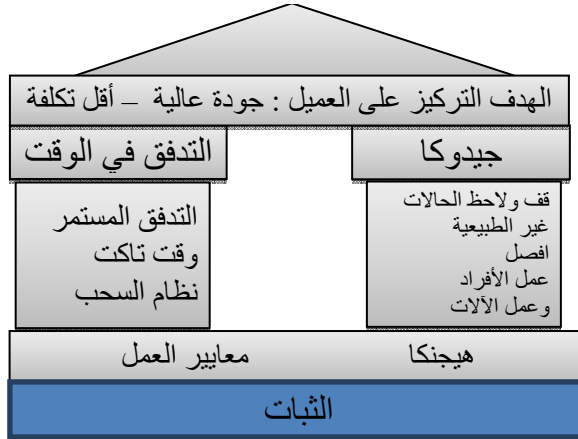 الهدف التركيز على العميل : جودة عالية – أقل تكلفة
جيدوكا
التدفق في الوقت
قف ولاحظ الحالات
غير الطبيعية
افصل
عمل الأفراد
وعمل الآلات
التدفق المستمر
وقت تاكت
نظام السحب
هيجنكا
معايير العمل
الثبات